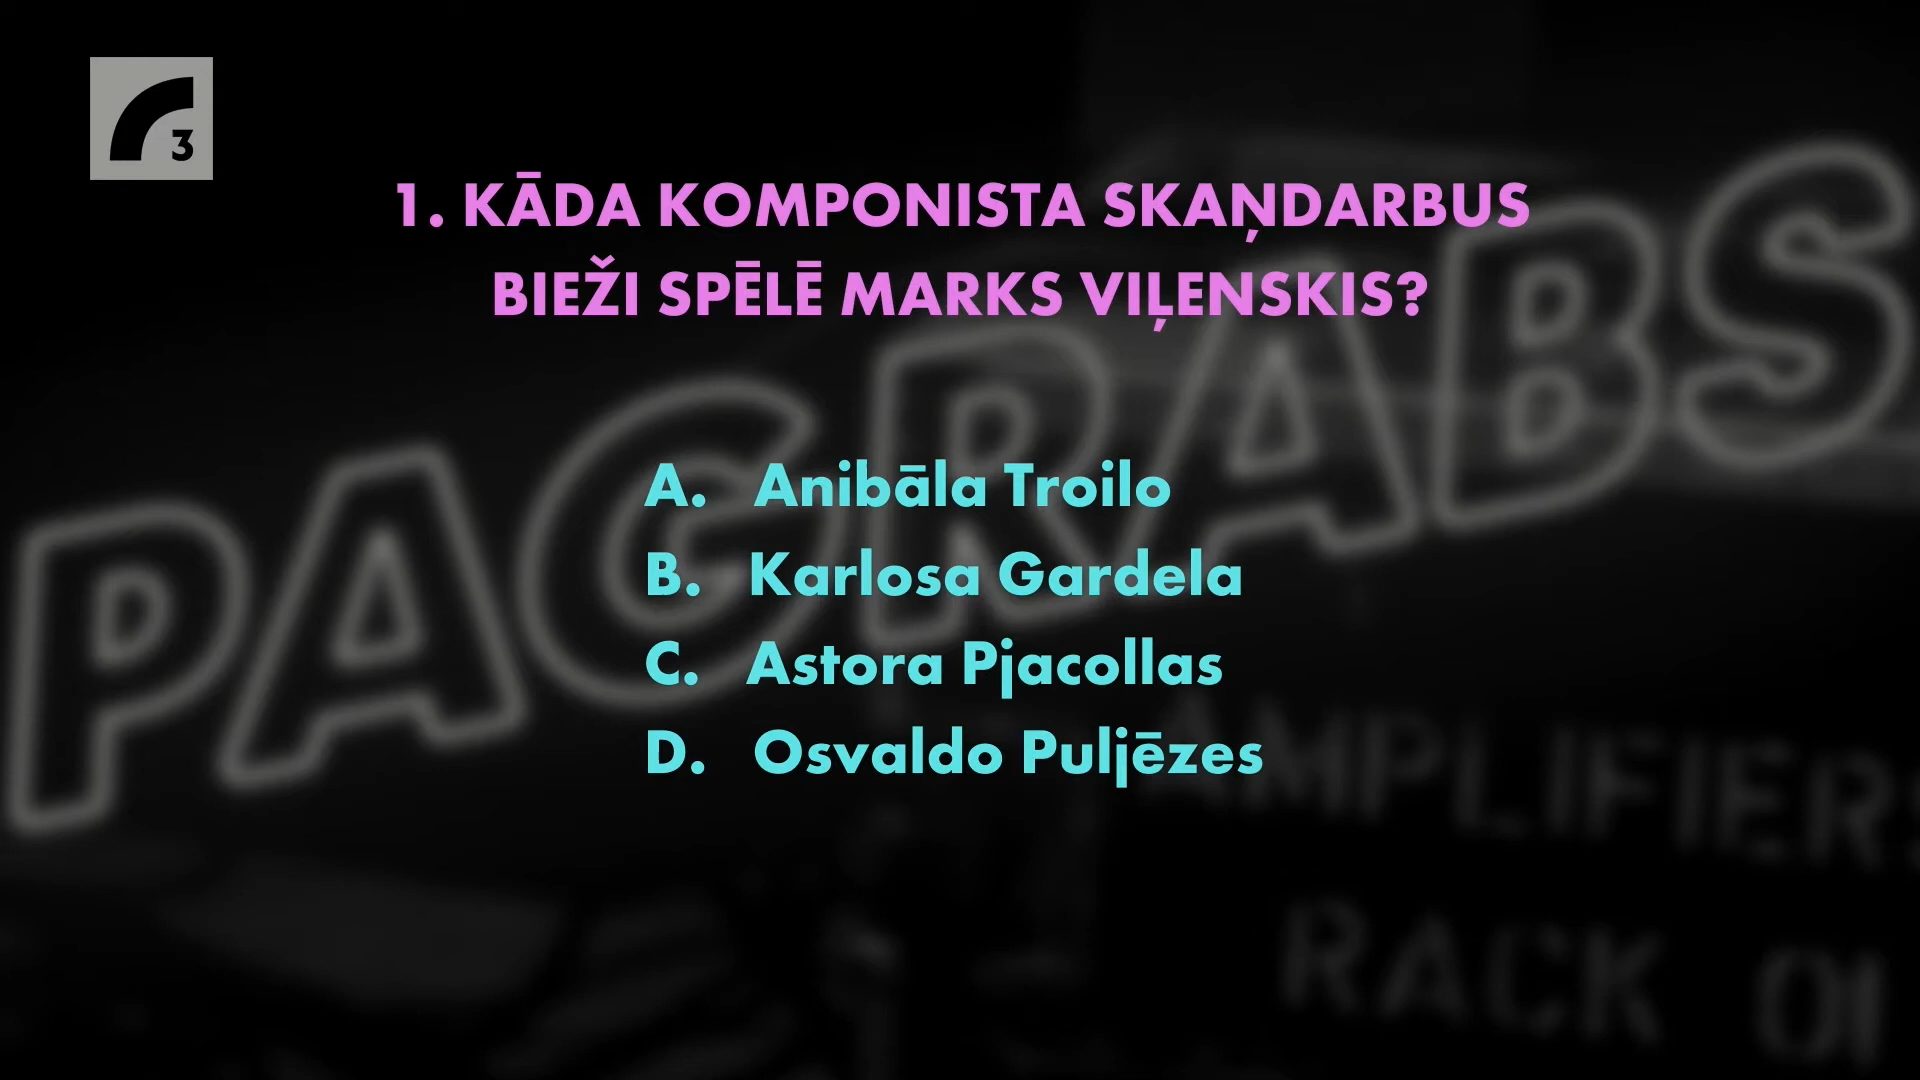 3
1. KĀDA KOMPONISTA SKAŅDARBUS
BIEŽI SPĒLĒ MARKS VIĻENSKIS?
A. Anibāla Troilo
B. Karlosa Gardela
C. Astora Pjacollas
D. Osvaldo Puljēzes
PAGRABS
AMPLIFIERS
RACK 01